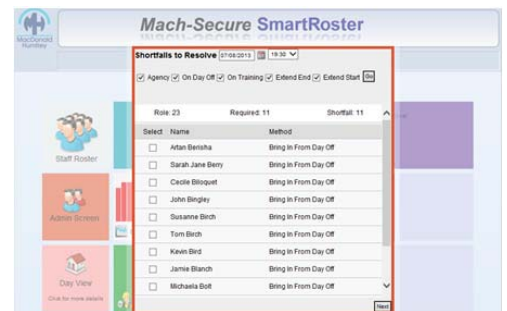 Mach-Secure SmartRoster
MacDonald
Humfrey
Shortfalls to Resolve 27/08/2013 19:30
Agency On Day Off On Training Extend End Extend Start Go
Role: 23 Required: 11 Shortfall: 11
Select Name Method
Artan Berisha Bring In From Day Off
Sarah Jane Berry Bring In From Day Off
Cecile Biloquet Bring In From Day Off
John Bingley Bring In From Day Off
Susanne Birch Bring In From Day Off
Tom Birch Bring In From Day Off
Kevin Bird Bring In From Day Off
Jamie Blanch Bring In From Day Off
Michaela Bolt Bring In From Day Off
Next
Staff Roster
Admin Screen
Day View
Click for more details